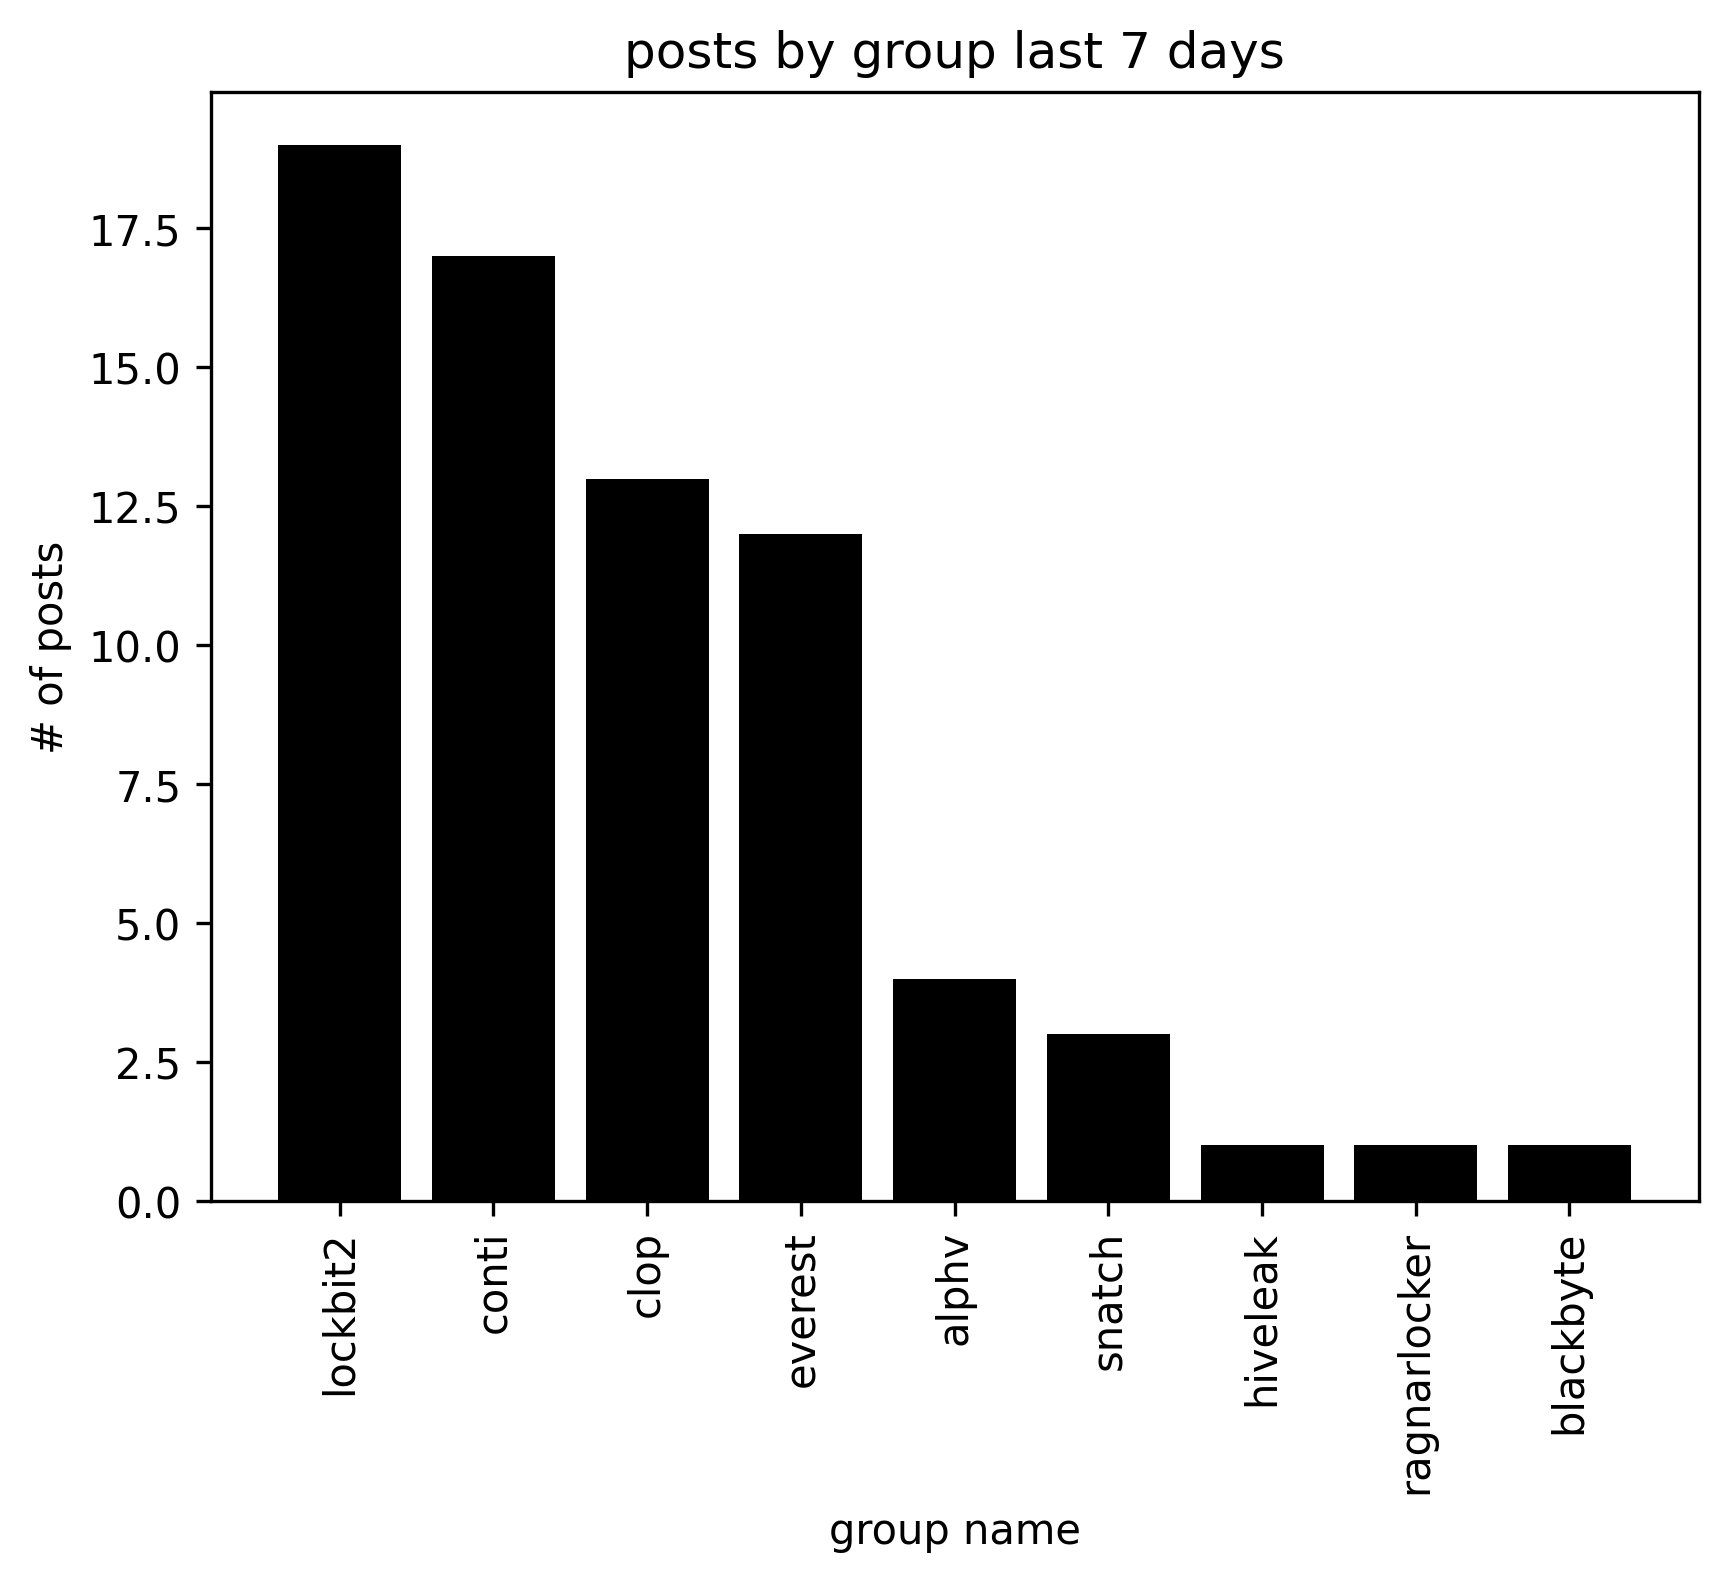 posts by group last 7 days
# of posts
17.5
15.0
12.5
10.0
7.5
5.0
2.5
0.0
lockbit2
conti
clop
everest
alphv
snatch
hiveleak
ragnarlocker
blackbyte
group name